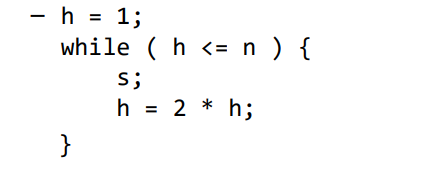 – h = 1;
while ( h <= n ) {
s;
h = 2 * h;
}